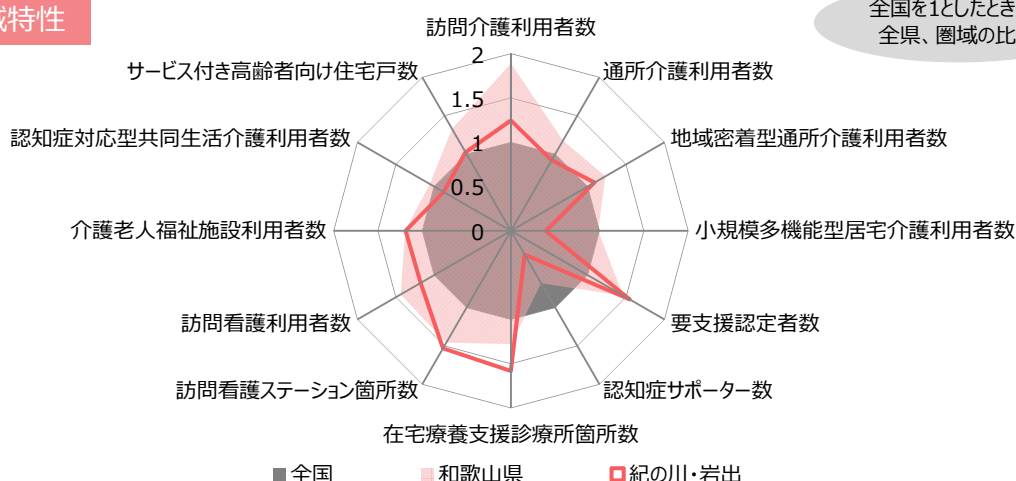 特性
全国を1としたとき
全県、圏域の比
訪問介護利用者数
サービス付き高齢者向け住宅戸数
通所介護利用者数
認知症対応型共同生活介護利用者数
地域密着型通所介護利用者数
2
1.5
1
0.5
0
介護老人福祉施設利用者数
小規模多機能型居宅介護利用者数
訪問看護利用者数
要支援認定者数
訪問看護ステーション箇所数
認知症サポーター数
在宅療養支援診療所箇所数
全国
和歌山県
紀の川・岩出